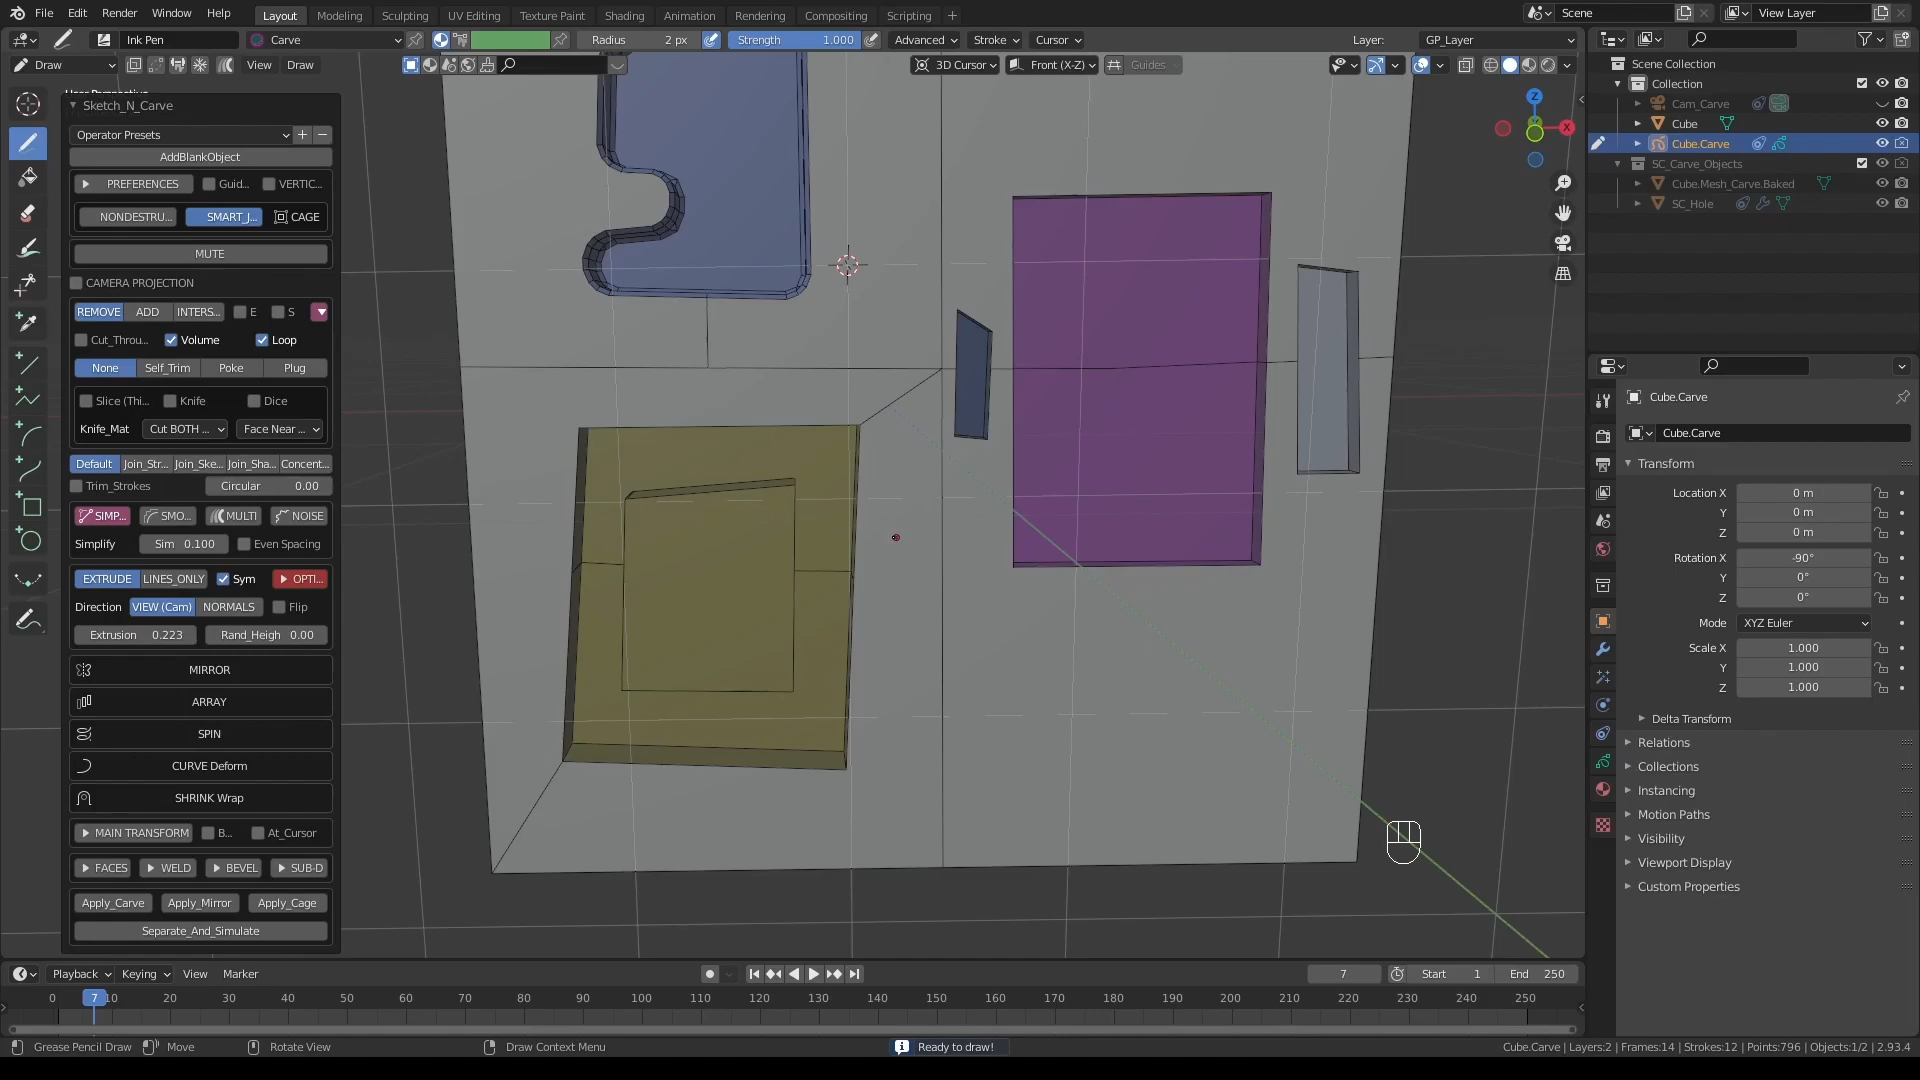 File Edit Render Window Help Layout Modeling Sculpting UV Editing Texture Paint Shading Animation Rendering Compositing Scripting Scene View Layer
Ink Pen Carve Radius 2 px Strength 1.000 Advanced Stroke Cursor Layer: GP_Layer
Draw View Draw 3D Cursor Front (X-Z) Guides
Sketch_N_Carve
Operator Presets
AddBlankObject
PREFERENCES Guid... VERTIC...
NONDESTRU... SMART_J... CAGE
MUTE
CAMERA PROJECTION
REMOVE ADD INTERS... E S
Cut_Throu... Volume Loop
None Self_Trim Poke Plug
Slice (Thi... Knife Dice
Knife_Mat Cut BOTH ... Face Near ...
Default Join_Str... Join_Ske... Join_Sha... Concent...
Trim_Strokes Circular 0.00
SIMP... SMO... MULTI NOISE
Simplify Sim 0.100 Even Spacing
EXTRUDE LINES_ONLY Sym OPTI...
Direction VIEW (Cam) NORMALS Flip
Extrusion 0.223 Rand_Heigh 0.00
MIRROR
ARRAY
SPIN
CURVE Deform
SHRINK Wrap
MAIN TRANSFORM B... At_Cursor
FACES WELD BEVEL SUB-D
Apply_Carve Apply_Mirror Apply_Cage
Separate_And_Simulate
Z
X
Scene Collection
Collection
Cam_Carve
Cube
Cube.Carve
SC_Carve_Objects
Cube.Mesh_Carve.Baked
SC_Hole
Cube.Carve
Cube.Carve
Transform
Location X 0 m
Y 0 m
Z 0 m
Rotation X -90°
Y 0°
Z 0°
Mode XYZ Euler
Scale X 1.000
Y 1.000
Z 1.000
Delta Transform
Relations
Collections
Instancing
Motion Paths
Visibility
Viewport Display
Custom Properties
Playback Keying View Marker 7 Start 1 End 250
0 7 10 20 30 40 50 60 70 80 90 100 110 120 130 140 150 160 170 180 190 200 210 220 230 240 250
Grease Pencil Draw Move Rotate View Draw Context Menu Ready to draw! Cube.Carve | Layers:2 | Frames:14 | Strokes:12 | Points:796 | Objects:1/2 | 2.93.4